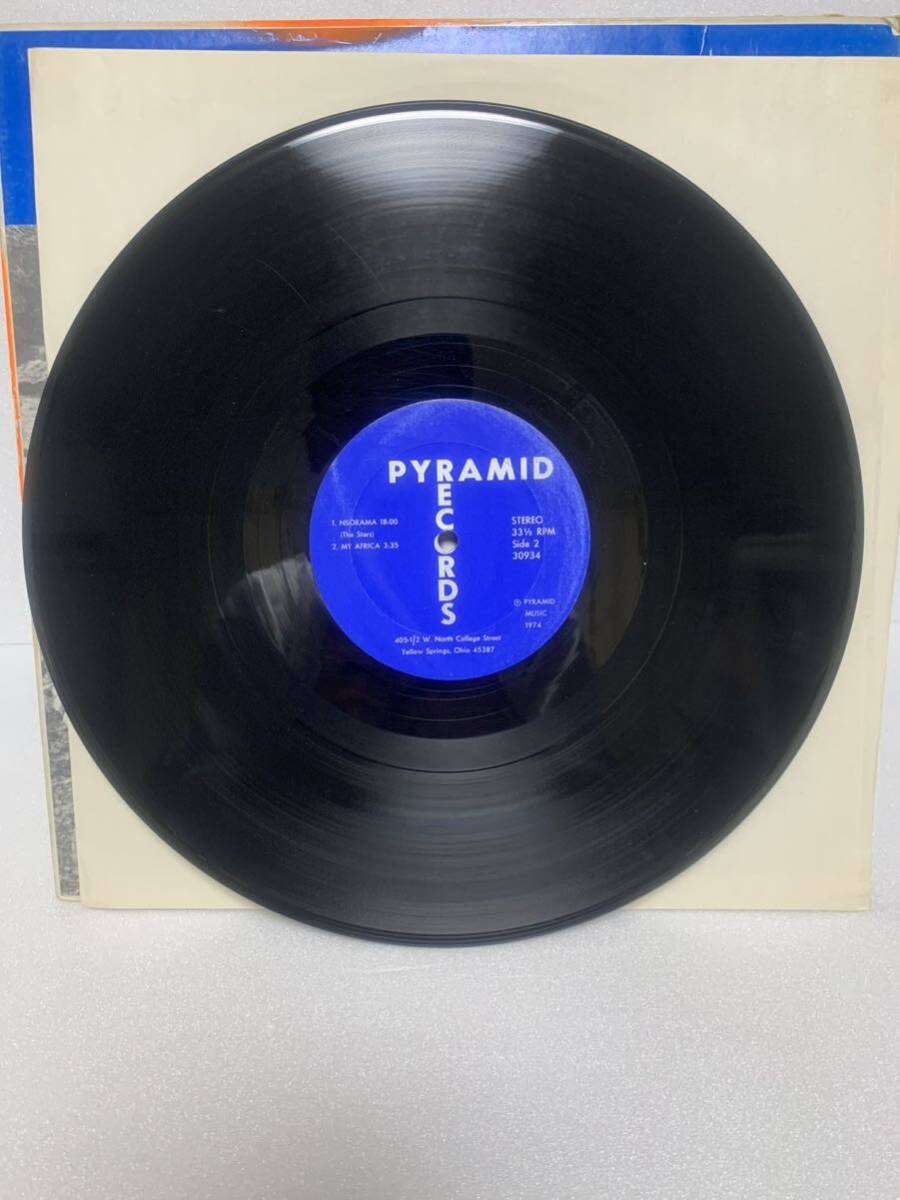 PYRAMID
RECORDS
1. NSORAMA 18:00
(The Stars)
2. MY AFRICA 3:35
STEREO
33⅓ RPM
Side 2
30934
Ⓟ PYRAMID
MUSIC
1974
405-1/2 W. North College Street
Yellow Springs, Ohio 45387